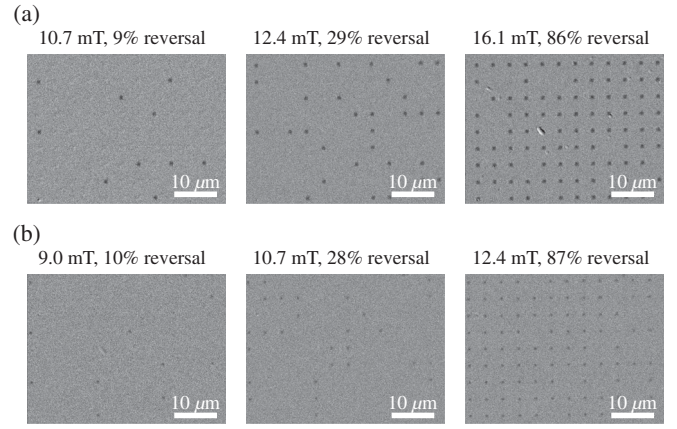 (a)
10.7 mT, 9% reversal
12.4 mT, 29% reversal
16.1 mT, 86% reversal
10 μm
10 μm
10 μm
(b)
9.0 mT, 10% reversal
10.7 mT, 28% reversal
12.4 mT, 87% reversal
10 μm
10 μm
10 μm